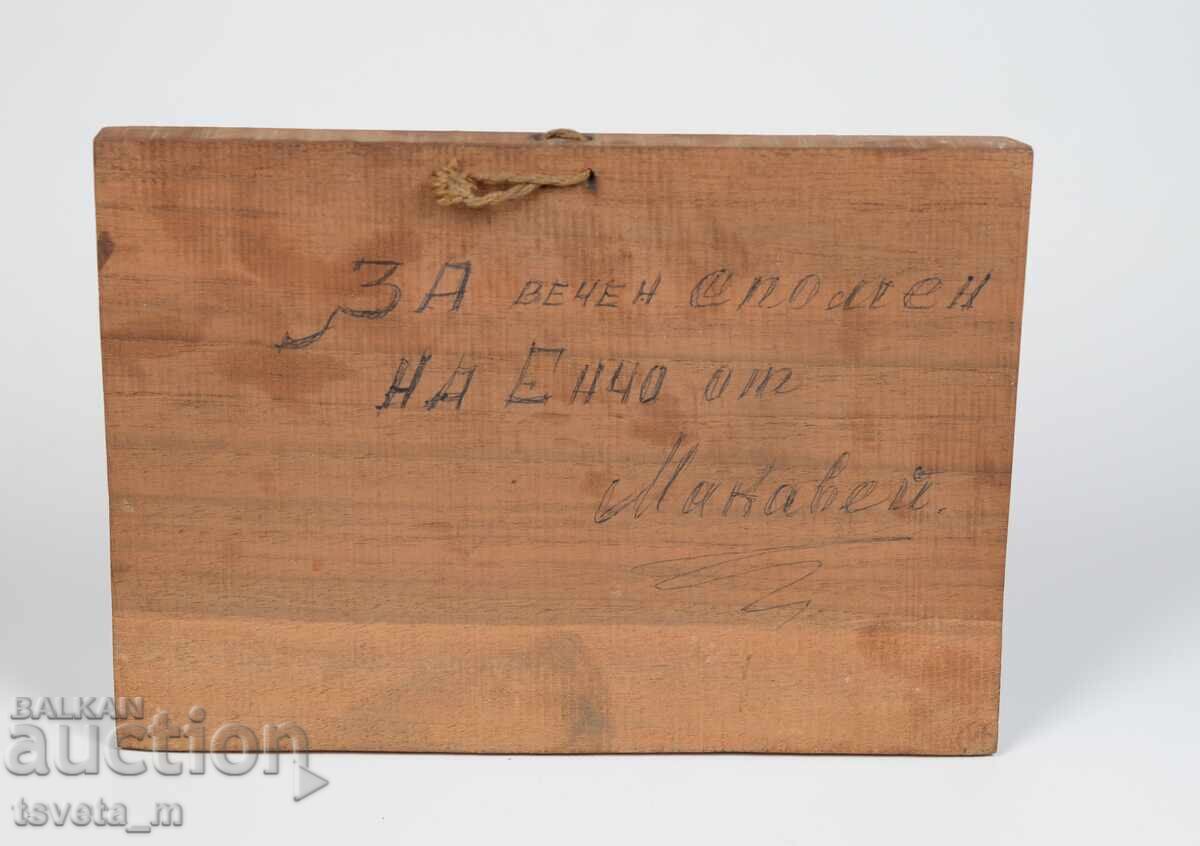 ЗА вечен спомен
НА Енчо от
Макавей.
BALKAN
auction
tsveta_m